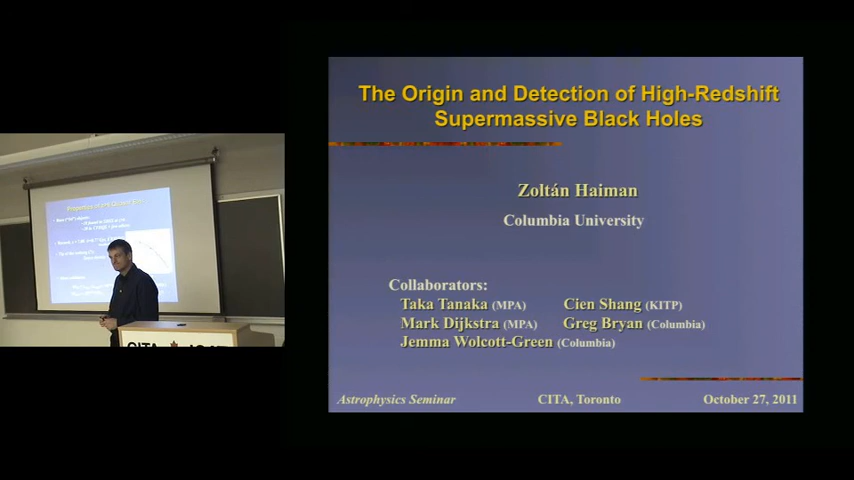 The Origin and Detection of High-Redshift
Supermassive Black Holes
Zoltán Haiman
Columbia University
Collaborators:
Taka Tanaka (MPA) Cien Shang (KITP)
Mark Dijkstra (MPA) Greg Bryan (Columbia)
Jemma Wolcott-Green (Columbia)
Astrophysics Seminar CITA, Toronto October 27, 2011
CITA